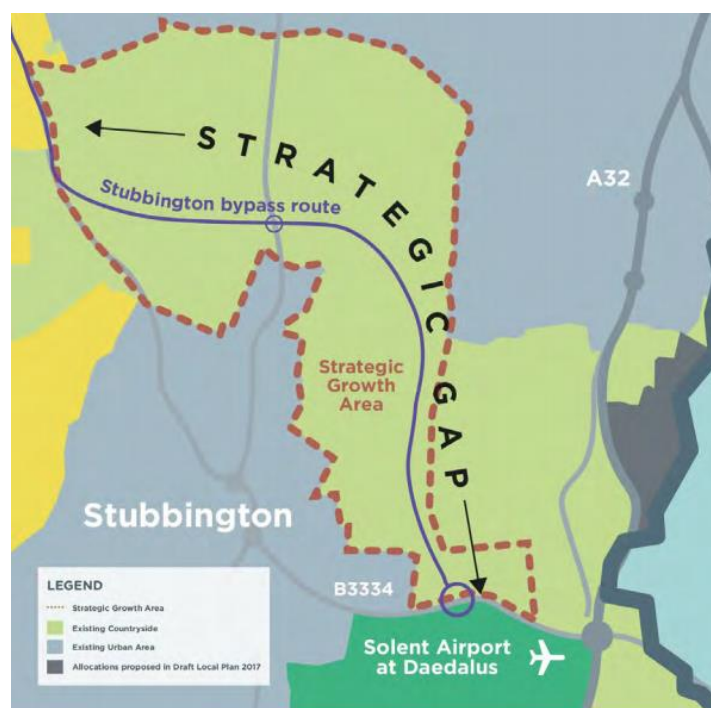 STRATEGIC GAP
A32
Stubbington bypass route
Strategic
Growth
Area
Stubbington
B3334
LEGEND
Strategic Growth Area
Existing Countryside
Existing Urban Area
Allocations proposed in Draft Local Plan 2017
Solent Airport
at Daedalus